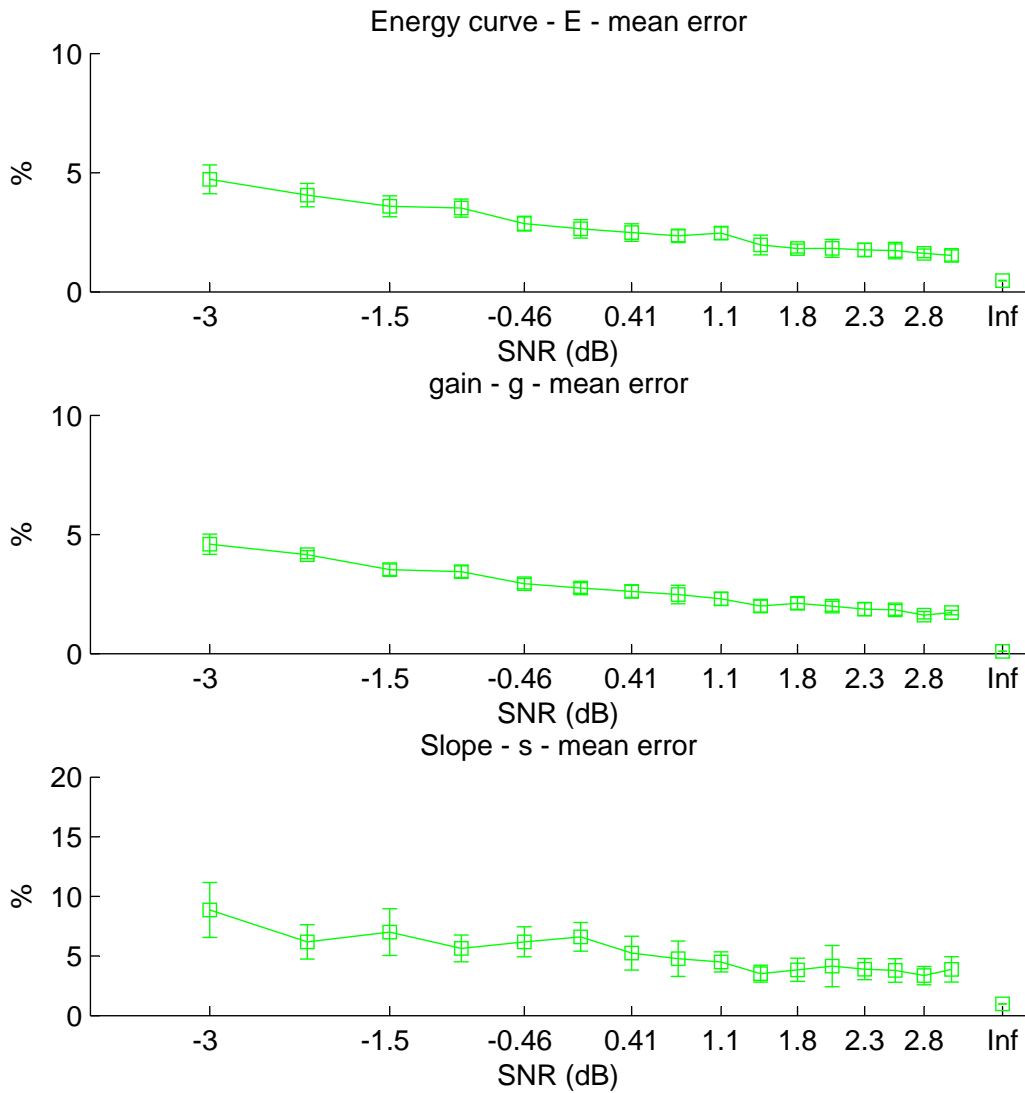 Energy curve - E - mean error
10
5
0
%
-3 -1.5 -0.46 0.41 1.1 1.8 2.3 2.8 Inf
SNR (dB)
gain - g - mean error
10
5
0
%
-3 -1.5 -0.46 0.41 1.1 1.8 2.3 2.8 Inf
SNR (dB)
Slope - s - mean error
20
15
10
5
0
%
-3 -1.5 -0.46 0.41 1.1 1.8 2.3 2.8 Inf
SNR (dB)